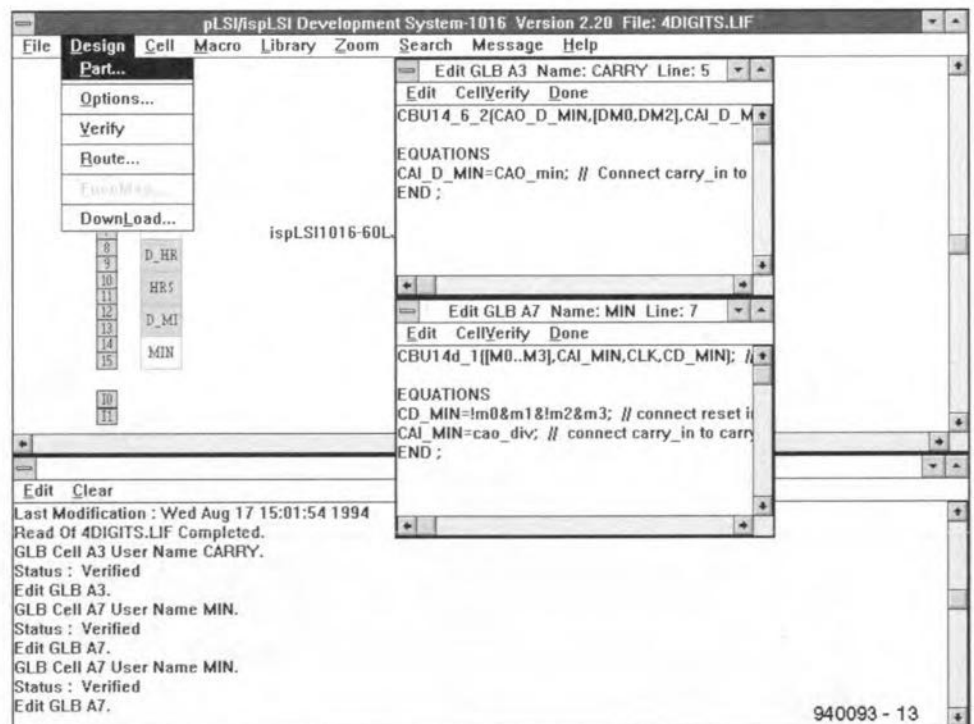 pLSI/ispLSI Development System-1016 Version 2.20 File: 4DIGITS.LIF
File Design Cell Macro Library Zoom Search Message Help
Part...
Options...
Verify
Route...
FuseMap...
DownLoad...
ispLSI1016-60L
8
9
D_HR
10
11
HRS
12
13
D_MI
14
15
MIN
I0
I1
Edit GLB A3 Name: CARRY Line: 5
Edit CellVerify Done
CBU14_6_2(CAO_D_MIN,[DM0,DM2],CAI_D_M
EQUATIONS
CAI_D_MIN=CAO_min; // Connect carry_in to
END ;
Edit GLB A7 Name: MIN Line: 7
Edit CellVerify Done
CBU14d_1([M0..M3],CAI_MIN,CLK,CD_MIN); //
EQUATIONS
CD_MIN=!m0&m1&!m2&m3; // connect reset i
CAI_MIN=cao_div; // connect carry_in to carry
END ;
Edit Clear
Last Modification : Wed Aug 17 15:01:54 1994
Read Of 4DIGITS.LIF Completed.
GLB Cell A3 User Name CARRY.
Status : Verified
Edit GLB A3.
GLB Cell A7 User Name MIN.
Status : Verified
Edit GLB A7.
GLB Cell A7 User Name MIN.
Status : Verified
Edit GLB A7.
940093 - 13